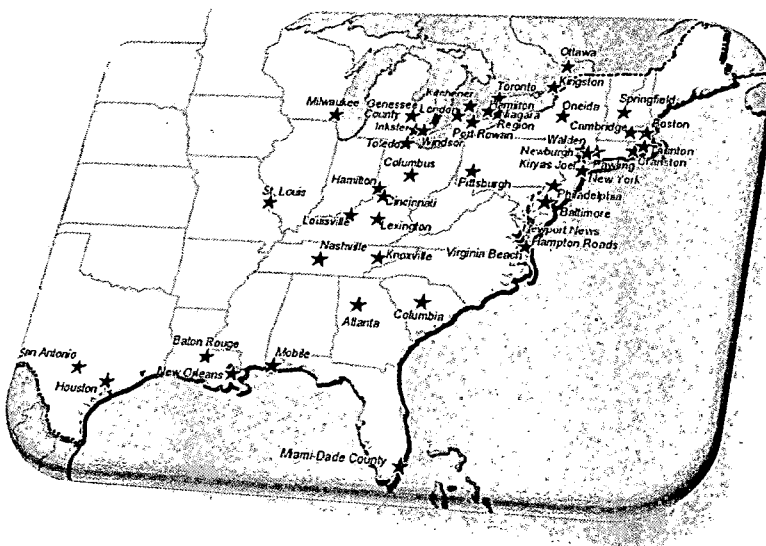 Ottawa
Kitchener
Toronto
Kingston
Milwaukee
Genessee County
London
Hamilton
Niagara Region
Oneida
Springfield
Inkster
Windsor
Port Rowan
Cambridge
Boston
Toledo
Walden
Taunton
Newburgh
Pawling
Cranston
Columbus
Kiryas Joel
New York
Hamilton
Pittsburgh
St. Louis
Cincinnati
Philadelphia
Baltimore
Louisville
Lexington
Newport News
Nashville
Knoxville
Virginia Beach
Hampton Roads
Atlanta
Columbia
Baton Rouge
San Antonio
Mobile
New Orleans
Houston
Miami-Dade County